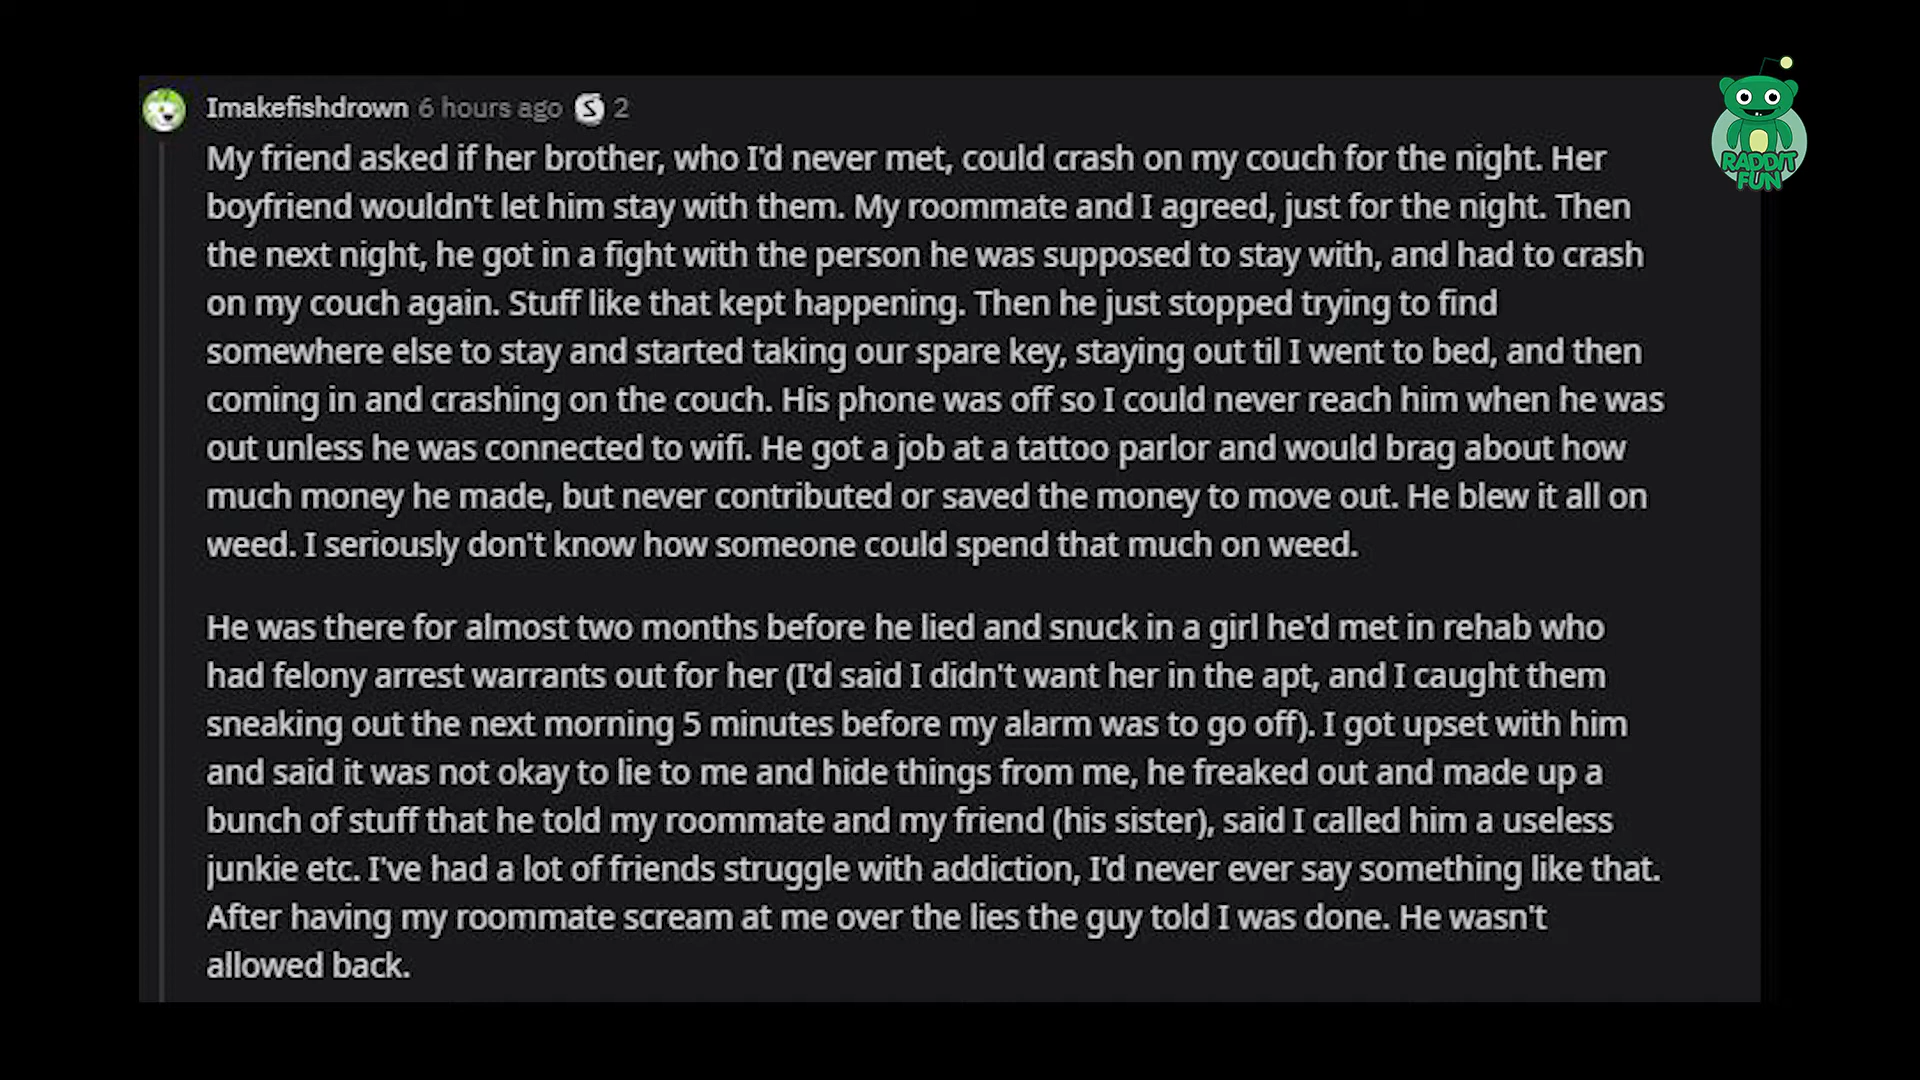 Imakefishdrown 6 hours ago S 2
My friend asked if her brother, who I'd never met, could crash on my couch for the night. Her
boyfriend wouldn't let him stay with them. My roommate and I agreed, just for the night. Then
the next night, he got in a fight with the person he was supposed to stay with, and had to crash
on my couch again. Stuff like that kept happening. Then he just stopped trying to find
somewhere else to stay and started taking our spare key, staying out til I went to bed, and then
coming in and crashing on the couch. His phone was off so I could never reach him when he was
out unless he was connected to wifi. He got a job at a tattoo parlor and would brag about how
much money he made, but never contributed or saved the money to move out. He blew it all on
weed. I seriously don't know how someone could spend that much on weed.
He was there for almost two months before he lied and snuck in a girl he'd met in rehab who
had felony arrest warrants out for her (I'd said I didn't want her in the apt, and I caught them
sneaking out the next morning 5 minutes before my alarm was to go off). I got upset with him
and said it was not okay to lie to me and hide things from me, he freaked out and made up a
bunch of stuff that he told my roommate and my friend (his sister), said I called him a useless
junkie etc. I've had a lot of friends struggle with addiction, I'd never ever say something like that.
After having my roommate scream at me over the lies the guy told I was done. He wasn't
allowed back.
RADDIT
FUN